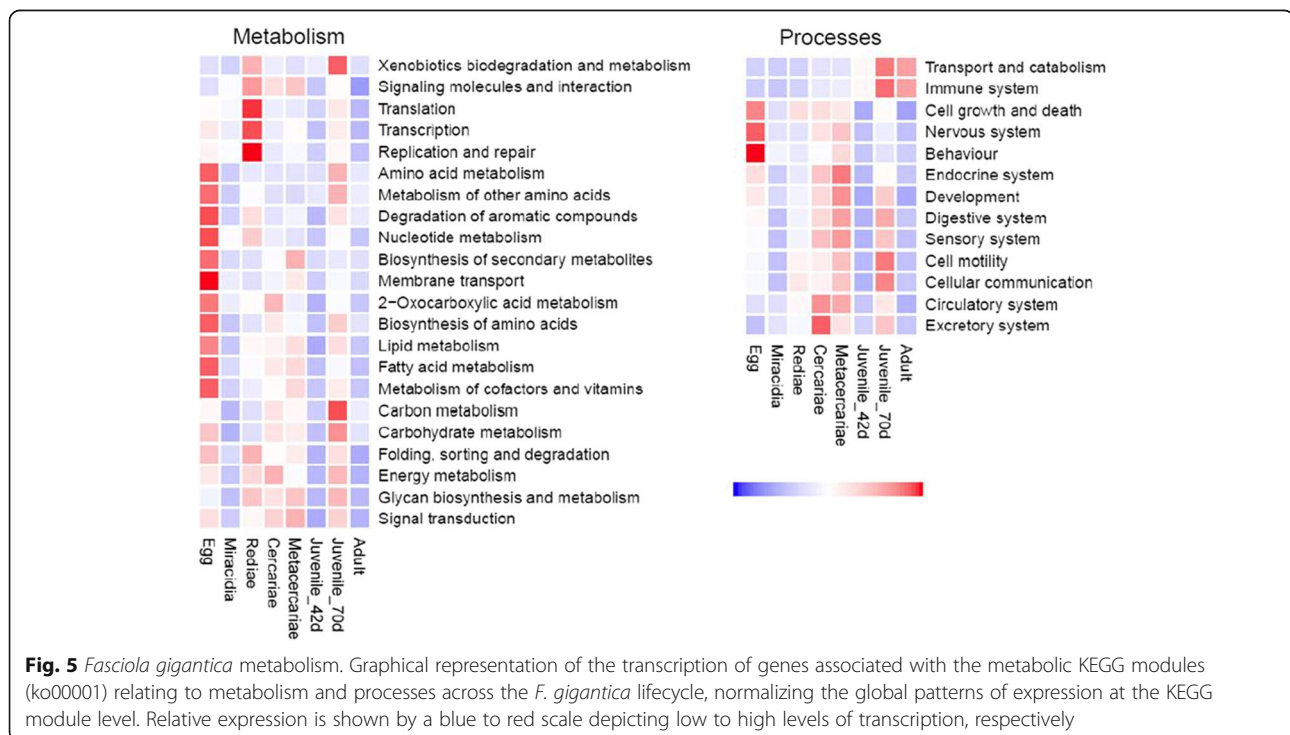 Metabolism
Xenobiotics biodegradation and metabolism
Signaling molecules and interaction
Translation
Transcription
Replication and repair
Amino acid metabolism
Metabolism of other amino acids
Degradation of aromatic compounds
Nucleotide metabolism
Biosynthesis of secondary metabolites
Membrane transport
2−Oxocarboxylic acid metabolism
Biosynthesis of amino acids
Lipid metabolism
Fatty acid metabolism
Metabolism of cofactors and vitamins
Carbon metabolism
Carbohydrate metabolism
Folding, sorting and degradation
Energy metabolism
Glycan biosynthesis and metabolism
Signal transduction
Egg
Miracidia
Rediae
Cercariae
Metacercariae
Juvenile_42d
Juvenile_70d
Adult
Processes
Transport and catabolism
Immune system
Cell growth and death
Nervous system
Behaviour
Endocrine system
Development
Digestive system
Sensory system
Cell motility
Cellular communication
Circulatory system
Excretory system
Egg
Miracidia
Rediae
Cercariae
Metacercariae
Juvenile_42d
Juvenile_70d
Adult
Fig. 5 Fasciola gigantica metabolism. Graphical representation of the transcription of genes associated with the metabolic KEGG modules
(ko00001) relating to metabolism and processes across the F. gigantica lifecycle, normalizing the global patterns of expression at the KEGG
module level. Relative expression is shown by a blue to red scale depicting low to high levels of transcription, respectively